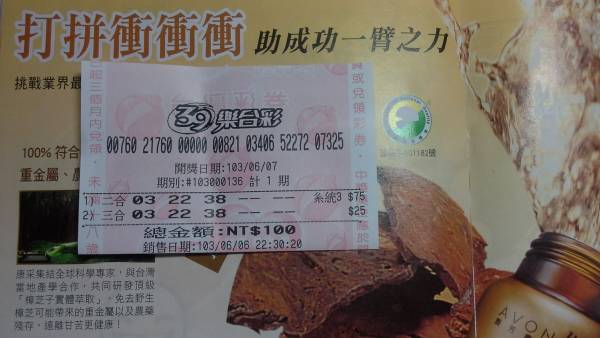 打拼衝衝衝 助成功一臂之力
挑戰業界最
39樂合彩
00760 21760 00000 00821 03406 52272 07325
開獎日期:103/06/07
期別:#103000136 計 1 期
1) 二合 03 22 38 -- -- 系統3 $75
2) 三合 03 22 38 -- -- $25
總金額:NT$100
銷售日期:103/06/06 22:30:20
100% 符合
重金屬、
康采集結全球科學專家,與台灣
當地產學合作,共同研發頂級
「樟芝子實體萃取」,免去野生
樟芝可能帶來的重金屬以及農藥
殘存,遠離甘苦更健康!
AVON